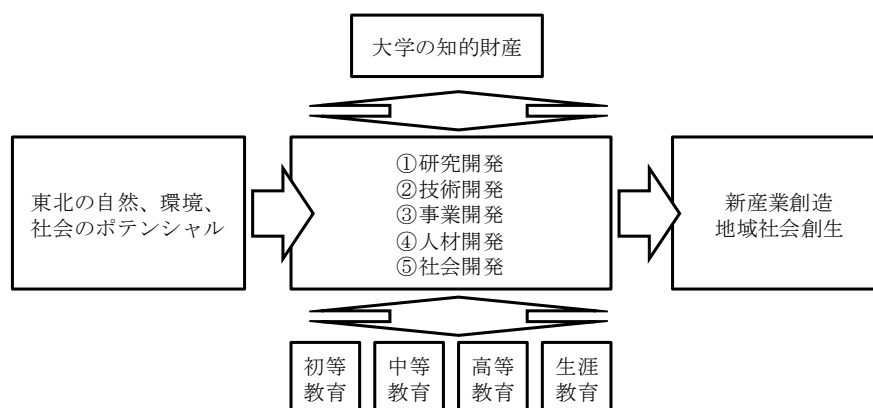 大学の知的財産
東北の自然、環境、
社会のポテンシャル
①研究開発
②技術開発
③事業開発
④人材開発
⑤社会開発
新産業創造
地域社会創生
初等
教育
中等
教育
高等
教育
生涯
教育